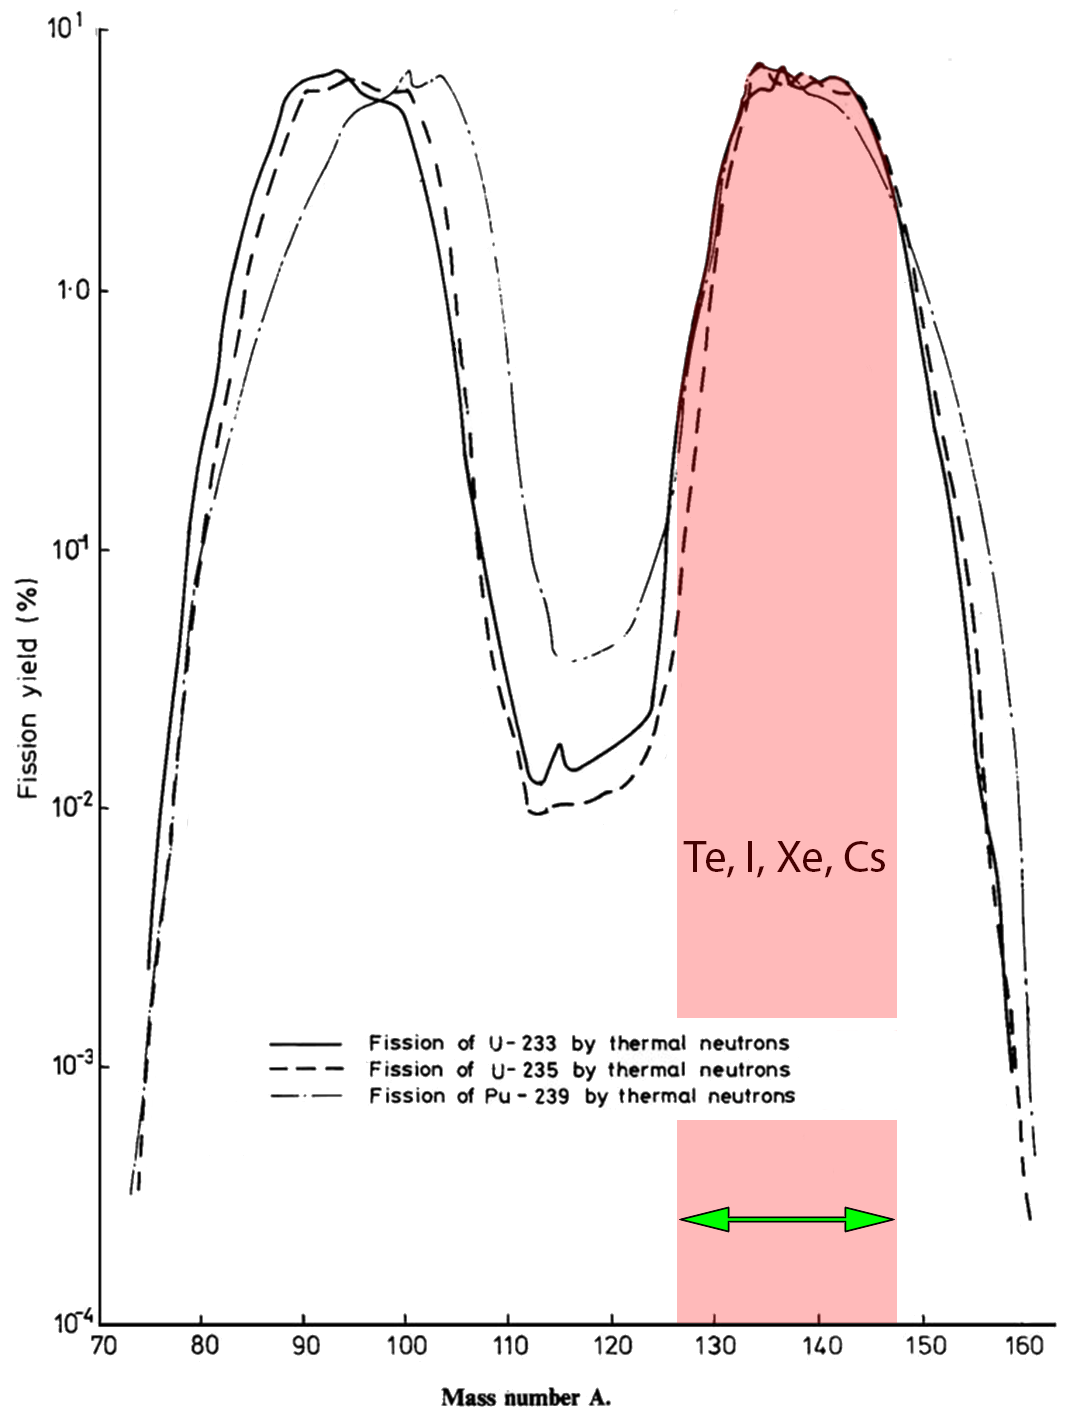 10¹
1·0
10⁻¹
10⁻²
10⁻³
10⁻⁴
Fission yield (%)
Te, I, Xe, Cs
Fission of U-233 by thermal neutrons
Fission of U-235 by thermal neutrons
Fission of Pu-239 by thermal neutrons
70 80 90 100 110 120 130 140 150 160
Mass number A.